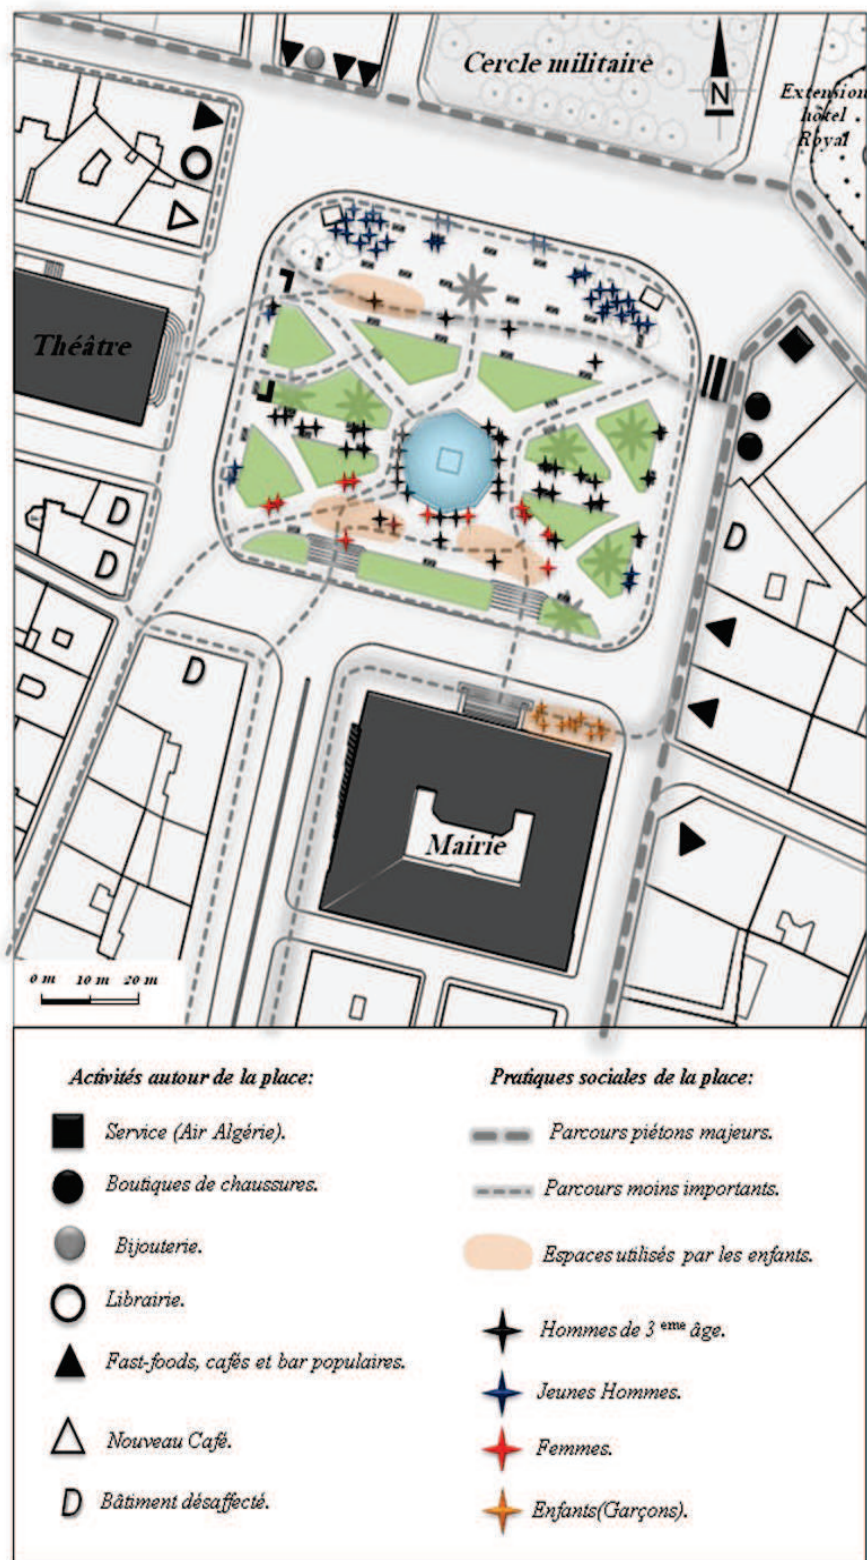 Cercle militaire
N
Extension
hôtel
Royal
Théâtre
D
D
D
D
Mairie
0 m 10 m 20 m
Activités autour de la place:
Service (Air Algérie).
Boutiques de chaussures.
Bijouterie.
Librairie.
Fast-foods, cafés et bar populaires.
Nouveau Café.
D Bâtiment désaffecté.
Pratiques sociales de la place:
Parcours piétons majeurs.
Parcours moins importants.
Espaces utilisés par les enfants.
Hommes de 3 eme âge.
Jeunes Hommes.
Femmes.
Enfants(Garçons).